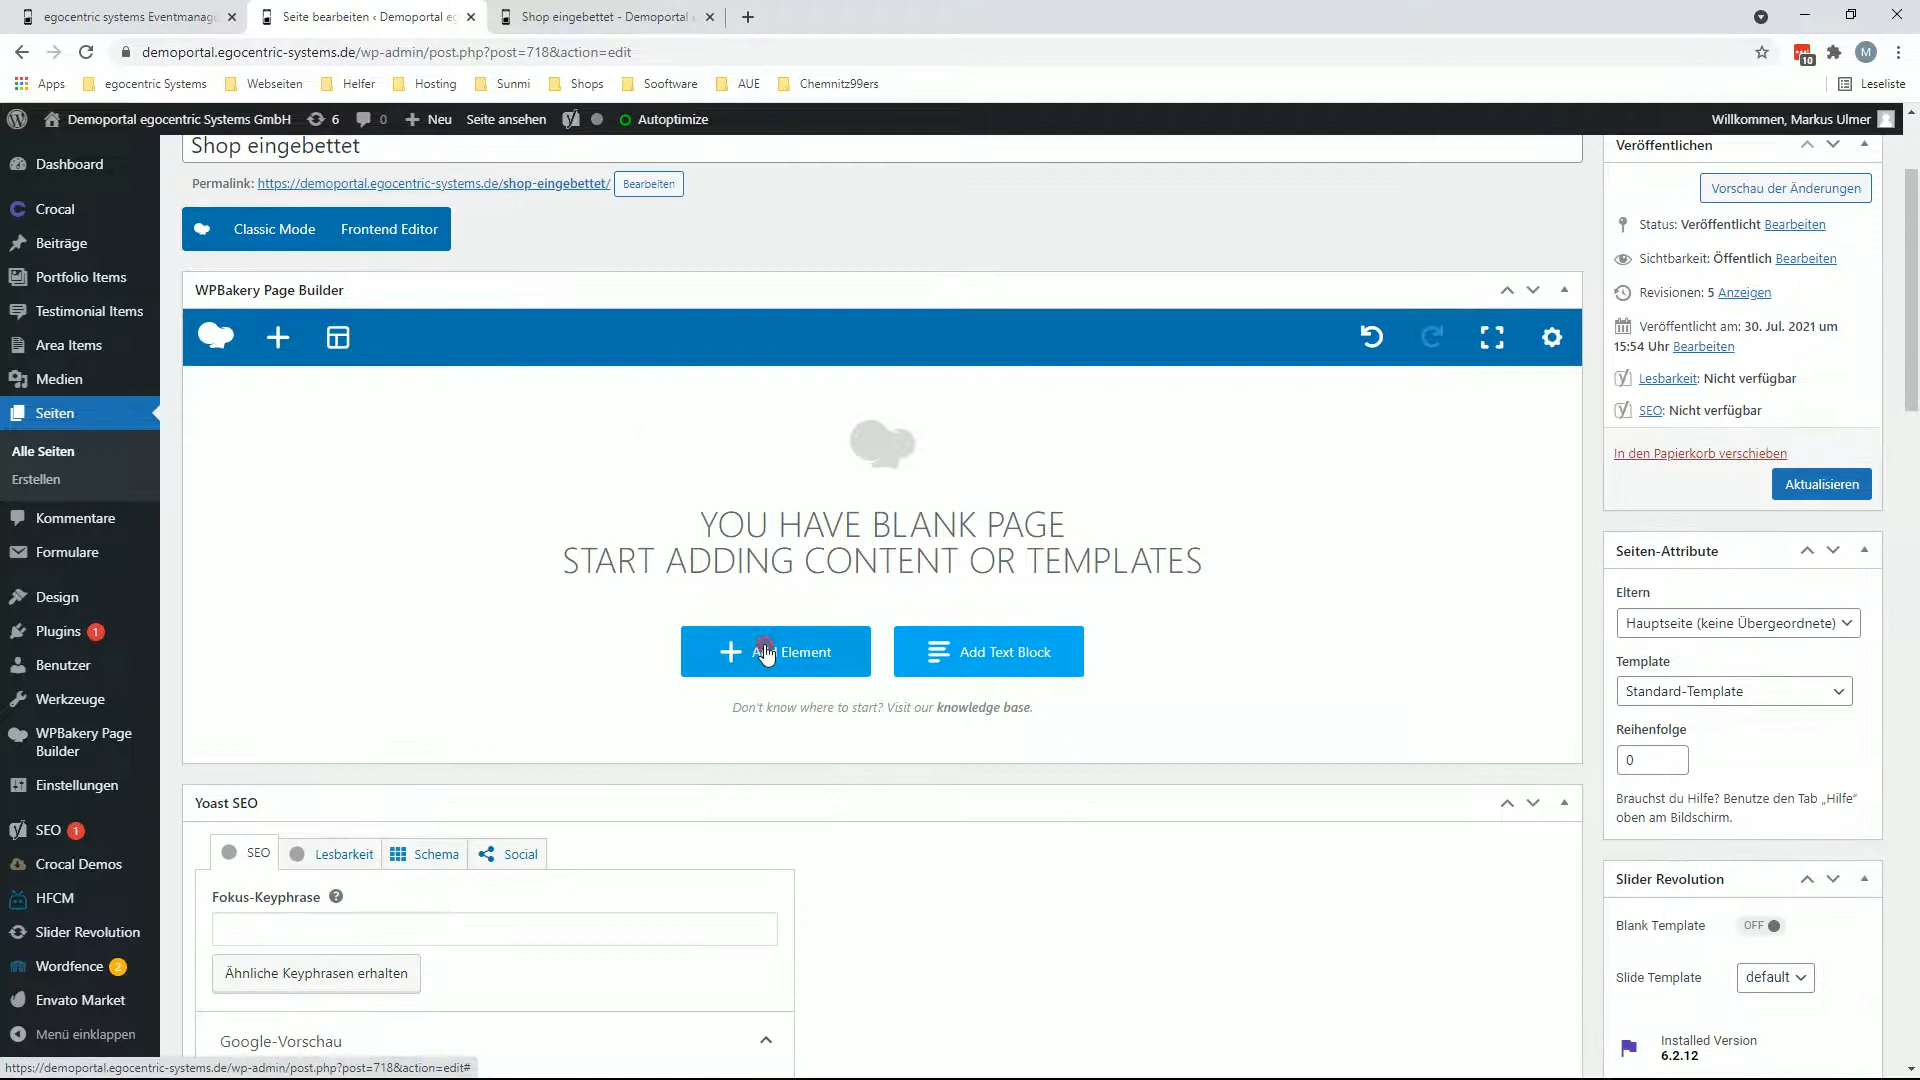 egocentric systems Eventmanag
Seite bearbeiten ‹ Demoportal eg
Shop eingebettet - Demoportal
demoportal.egocentric-systems.de/wp-admin/post.php?post=718&action=edit
10
M
Apps
egocentric Systems
Webseiten
Helfer
Hosting
Sunmi
Shops
Sooftware
AUE
Chemnitz99ers
Leseliste
Demoportal egocentric Systems GmbH
6
0
Neu
Seite ansehen
Autoptimize
Willkommen, Markus Ulmer
Dashboard
Crocal
Beiträge
Portfolio Items
Testimonial Items
Area Items
Medien
Seiten
Alle Seiten
Erstellen
Kommentare
Formulare
Design
Plugins 1
Benutzer
Werkzeuge
WPBakery Page
Builder
Einstellungen
SEO 1
Crocal Demos
HFCM
Slider Revolution
Wordfence 2
Envato Market
Menü einklappen
Shop eingebettet
Permalink: https://demoportal.egocentric-systems.de/shop-eingebettet/ Bearbeiten
Classic Mode
Frontend Editor
WPBakery Page Builder
YOU HAVE BLANK PAGE
START ADDING CONTENT OR TEMPLATES
Add Element
Add Text Block
Don't know where to start? Visit our knowledge base.
Yoast SEO
SEO
Lesbarkeit
Schema
Social
Fokus-Keyphrase
Ähnliche Keyphrasen erhalten
Google-Vorschau
Veröffentlichen
Vorschau der Änderungen
Status: Veröffentlicht Bearbeiten
Sichtbarkeit: Öffentlich Bearbeiten
Revisionen: 5 Anzeigen
Veröffentlicht am: 30. Jul. 2021 um
15:54 Uhr Bearbeiten
Lesbarkeit: Nicht verfügbar
SEO: Nicht verfügbar
In den Papierkorb verschieben
Aktualisieren
Seiten-Attribute
Eltern
Hauptseite (keine Übergeordnete)
Template
Standard-Template
Reihenfolge
0
Brauchst du Hilfe? Benutze den Tab „Hilfe“
oben am Bildschirm.
Slider Revolution
Blank Template
OFF
Slide Template
default
Installed Version
6.2.12
https://demoportal.egocentric-systems.de/wp-admin/post.php?post=718&action=edit#